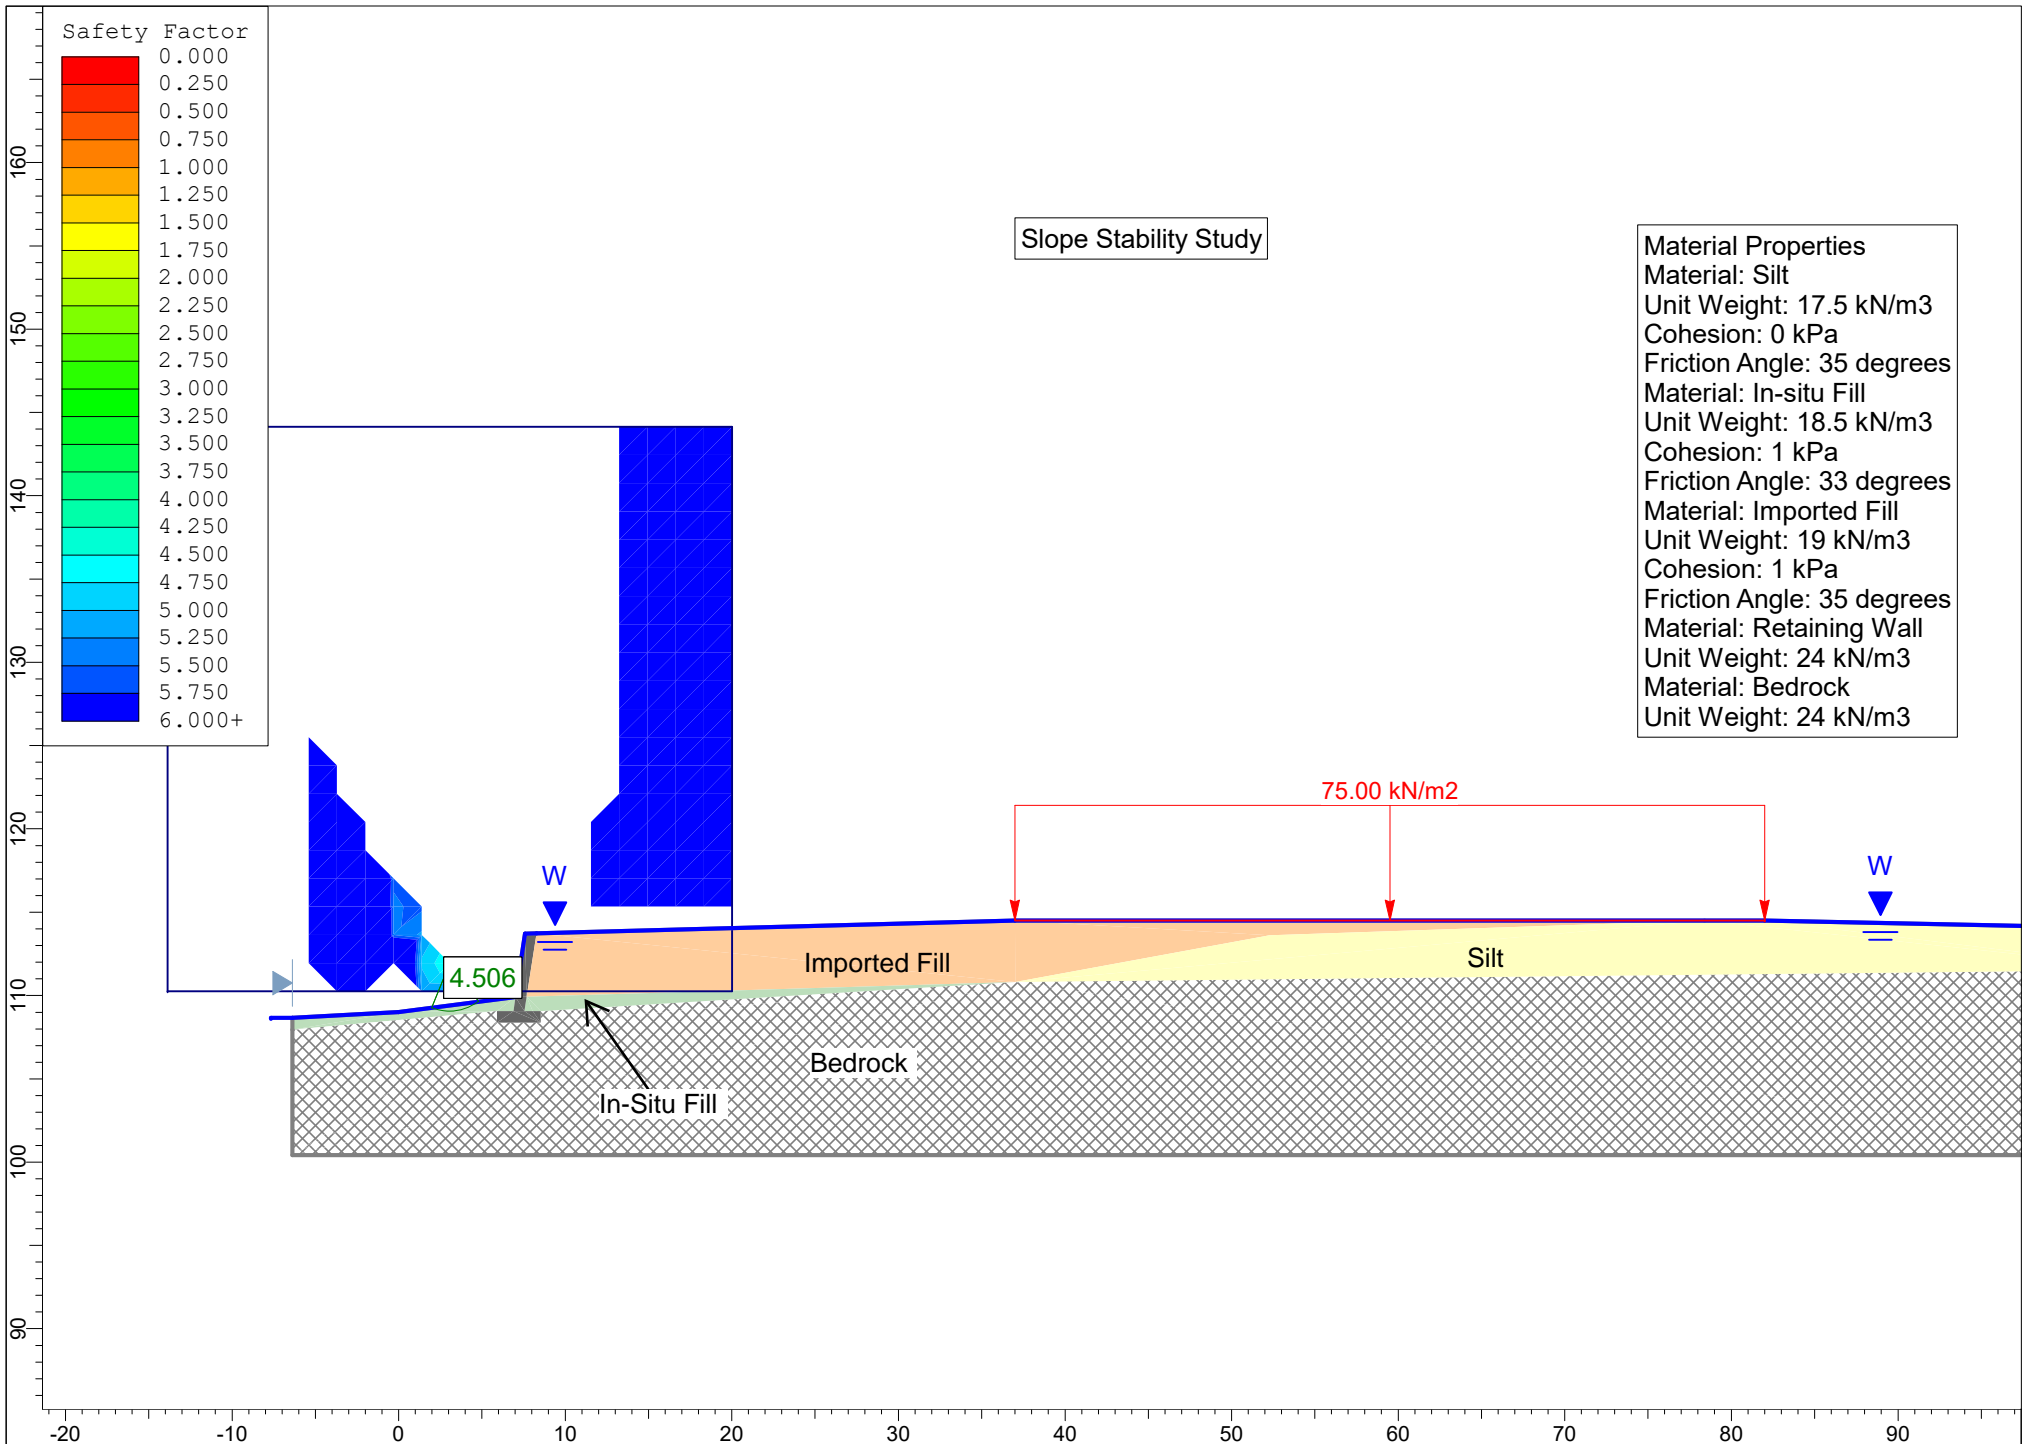 Safety Factor
0.000
0.250
0.500
0.750
1.000
1.250
1.500
1.750
2.000
2.250
2.500
2.750
3.000
3.250
3.500
3.750
4.000
4.250
4.500
4.750
5.000
5.250
5.500
5.750
6.000+
Slope Stability Study
Material Properties
Material: Silt
Unit Weight: 17.5 kN/m3
Cohesion: 0 kPa
Friction Angle: 35 degrees
Material: In-situ Fill
Unit Weight: 18.5 kN/m3
Cohesion: 1 kPa
Friction Angle: 33 degrees
Material: Imported Fill
Unit Weight: 19 kN/m3
Cohesion: 1 kPa
Friction Angle: 35 degrees
Material: Retaining Wall
Unit Weight: 24 kN/m3
Material: Bedrock
Unit Weight: 24 kN/m3
75.00 kN/m2
W
W
4.506
Imported Fill
Silt
Bedrock
In-Situ Fill
160
150
140
130
120
110
100
90
-20
-10
0
10
20
30
40
50
60
70
80
90